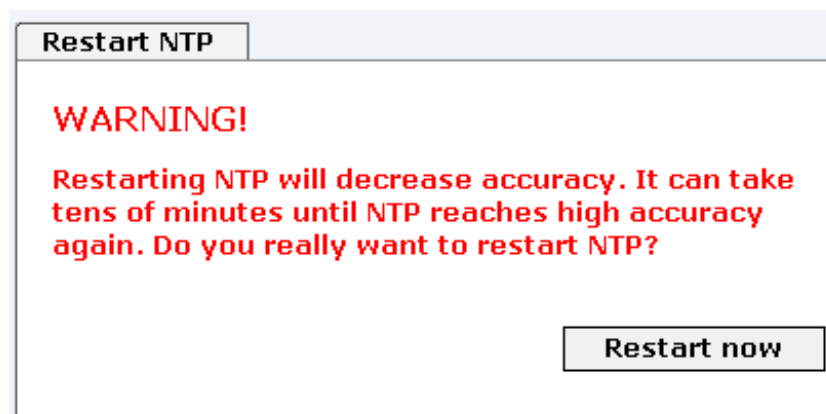 Restart NTP
WARNING!
Restarting NTP will decrease accuracy. It can take
tens of minutes until NTP reaches high accuracy
again. Do you really want to restart NTP?
Restart now